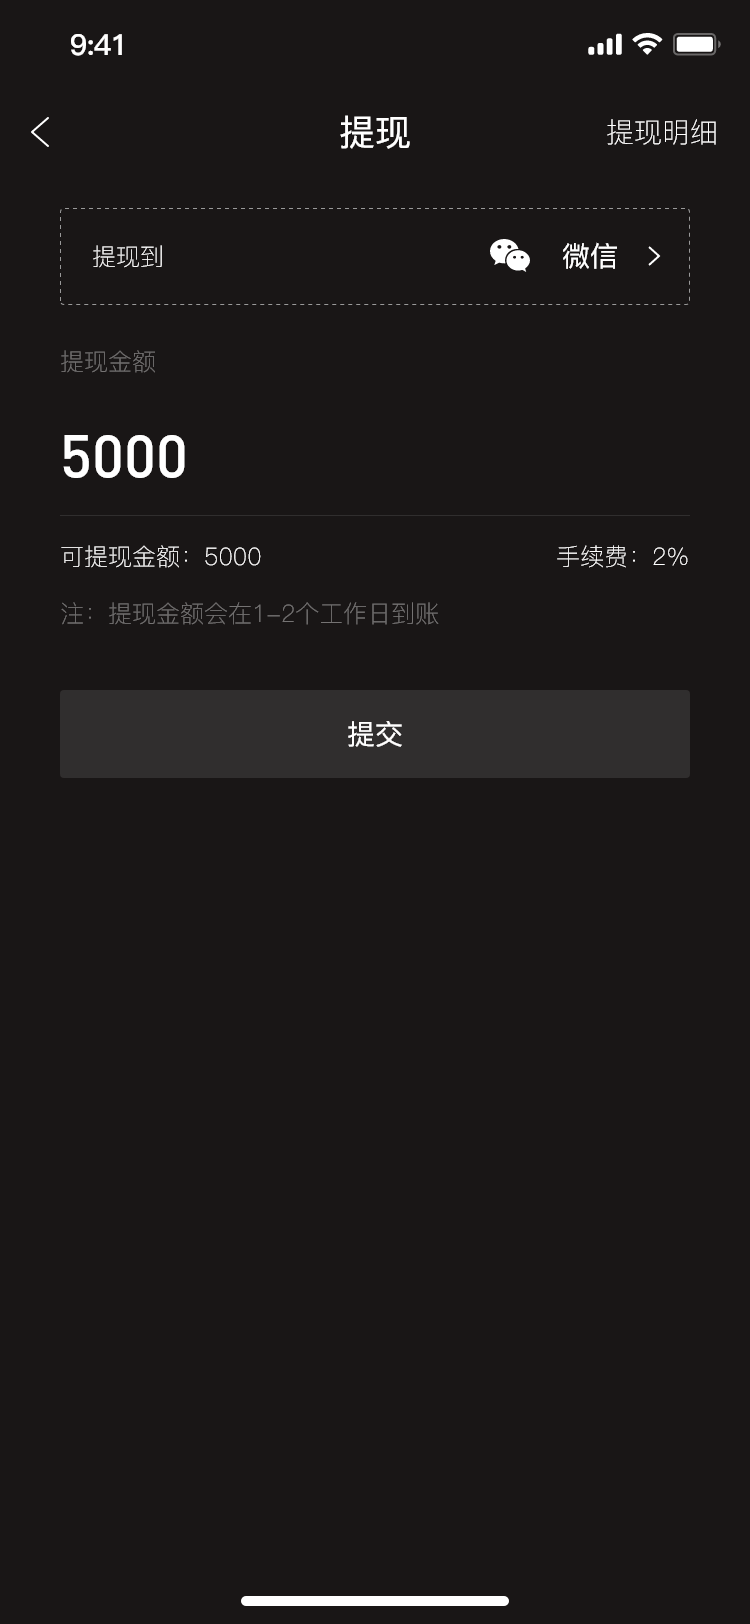 9:41
提现
提现明细
提现到 微信
提现金额
5000
可提现金额：5000 手续费：2%
注：提现金额会在1-2个工作日到账
提交